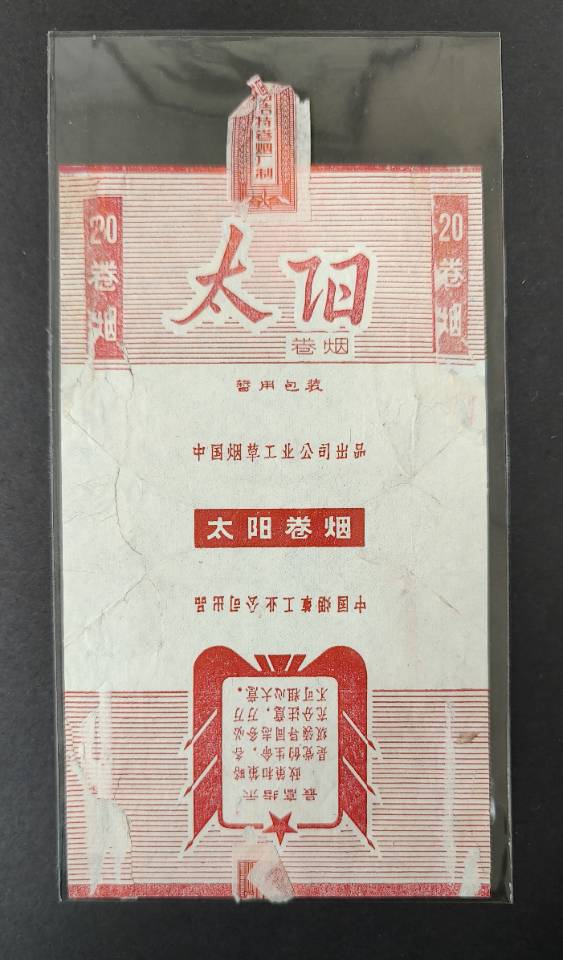 吉特卷烟厂制
20 卷烟
20 卷烟
太阳
卷烟
暂用包装
中国烟草工业公司出品
太阳卷烟
中国烟草工业公司出品
最高指示
政策和策略
是党的生命，各
级领导同志务必
充分注意，万万
不可粗心大意。